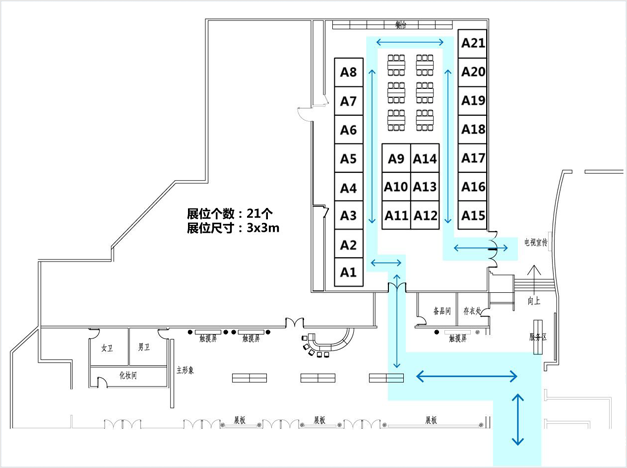 餐台
A21
A8
A20
A7
A19
A6
A18
A5
A9
A14
A17
A4
A10
A13
A16
A3
A11
A12
A15
展位个数：21个
展位尺寸：3x3m
A2
A1
电视宣传
向上
备品间
存衣处
触摸屏
触摸屏
触摸屏
服务区
女卫
男卫
主形象
化妆间
展板
展板
展板